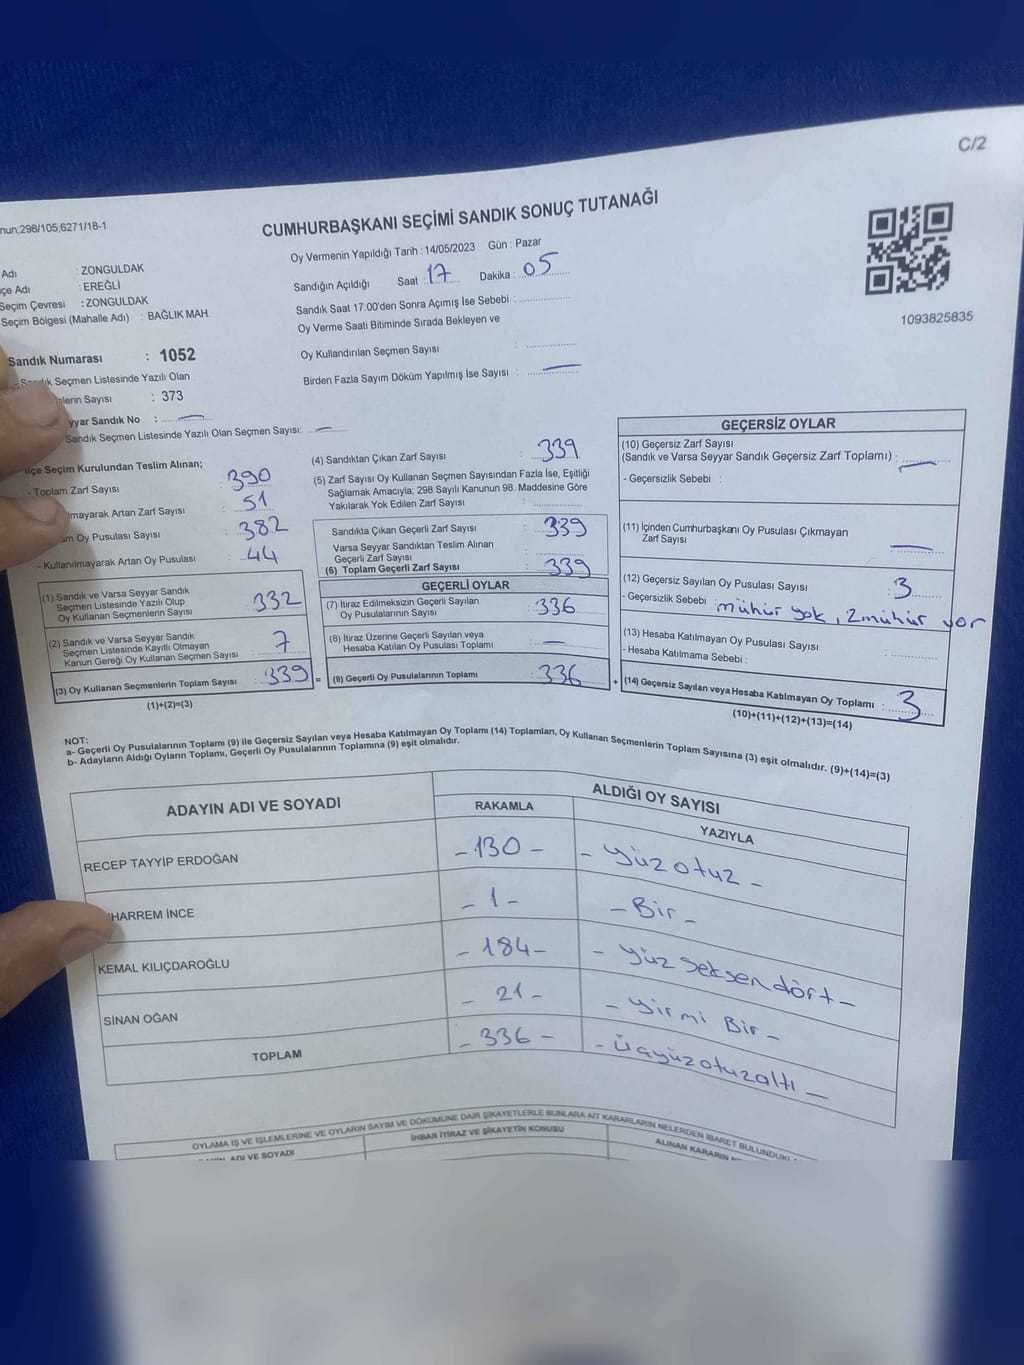 C/2
nun,298/105,6271/18-1
CUMHURBAŞKANI SEÇİMİ SANDIK SONUÇ TUTANAĞI
Adı : ZONGULDAK
çe Adı : EREĞLİ
Seçim Çevresi : ZONGULDAK
Seçim Bölgesi (Mahalle Adı) : BAĞLIK MAH.
Sandık Numarası : 1052
Sandık Seçmen Listesinde Yazılı Olan
lerin Sayısı : 373
eyyar Sandık No : —
Sandık Seçmen Listesinde Yazılı Olan Seçmen Sayısı: —
Oy Vermenin Yapıldığı Tarih : 14/05/2023 Gün : Pazar
Sandığın Açıldığı Saat : 17 Dakika : 05
Sandık Saat 17:00'den Sonra Açımış İse Sebebi :
Oy Verme Saati Bitiminde Sırada Bekleyen ve
Oy Kullandırılan Seçmen Sayısı :
Birden Fazla Sayım Döküm Yapılmış İse Sayısı : —
1093825835
İlçe Seçim Kurulundan Teslim Alınan;
- Toplam Zarf Sayısı : 390
lmayarak Artan Zarf Sayısı : 51
am Oy Pusulası Sayısı : 382
- Kullanılmayarak Artan Oy Pusulası : 44
(1) Sandık ve Varsa Seyyar Sandık
Seçmen Listesinde Yazılı Olup
Oy Kullanan Seçmenlerin Sayısı : 332
(2) Sandık ve Varsa Seyyar Sandık
Seçmen Listesinde Kayıtlı Olmayan
Kanun Gereği Oy Kullanan Seçmen Sayısı : 7
(3) Oy Kullanan Seçmenlerin Toplam Sayısı : 339 =
(1)+(2)=(3)
(4) Sandıktan Çıkan Zarf Sayısı : 339
(5) Zarf Sayısı Oy Kullanan Seçmen Sayısından Fazla İse, Eşitliği
Sağlamak Amacıyla; 298 Sayılı Kanunun 98. Maddesine Göre
Yakılarak Yok Edilen Zarf Sayısı :
Sandıkta Çıkan Geçerli Zarf Sayısı : 339
Varsa Seyyar Sandıktan Teslim Alınan
Geçerli Zarf Sayısı :
(6) Toplam Geçerli Zarf Sayısı : 339
GEÇERLİ OYLAR
(7) İtiraz Edilmeksizin Geçerli Sayılan
Oy Pusulalarının Sayısı : 336
(8) İtiraz Üzerine Geçerli Sayılan veya
Hesaba Katılan Oy Pusulası Toplamı : —
(9) Geçerli Oy Pusulalarının Toplamı : 336 +
GEÇERSİZ OYLAR
(10) Geçersiz Zarf Sayısı
(Sandık ve Varsa Seyyar Sandık Geçersiz Zarf Toplamı) : —
- Geçersizlik Sebebi :
(11) İçinden Cumhurbaşkanı Oy Pusulası Çıkmayan
Zarf Sayısı : —
(12) Geçersiz Sayılan Oy Pusulası Sayısı : 3
- Geçersizlik Sebebi : mühür yok, 2 mühür var
(13) Hesaba Katılmayan Oy Pusulası Sayısı :
- Hesaba Katılmama Sebebi :
(14) Geçersiz Sayılan veya Hesaba Katılmayan Oy Toplamı : 3
(10)+(11)+(12)+(13)=(14)
NOT:
a- Geçerli Oy Pusulalarının Toplamı (9) ile Geçersiz Sayılan veya Hesaba Katılmayan Oy Toplamı (14) Toplamları, Oy Kullanan Seçmenlerin Toplam Sayısına (3) eşit olmalıdır. (9)+(14)=(3)
b- Adayların Aldığı Oyların Toplamı, Geçerli Oy Pusulalarının Toplamına (9) eşit olmalıdır.
ADAYIN ADI VE SOYADI
ALDIĞI OY SAYISI
RAKAMLA YAZIYLA
RECEP TAYYİP ERDOĞAN -130- -Yüz otuz-
HARREM İNCE -1- -Bir-
KEMAL KILIÇDAROĞLU -184- -Yüz seksen dört-
SİNAN OĞAN -21- -Yirmi Bir-
TOPLAM -336- -Üçyüzotuzaltı-
OYLAMA İŞ VE İŞLEMLERİNE VE OYLARIN SAYIM VE DÖKÜMÜNE DAİR ŞİKAYETLERLE BUNLARA AİT KARARLARIN NELERDEN İBARET BULUNDUKL
ADI VE SOYADI İHBAR İTİRAZ VE ŞİKAYETİN KONUSU ALINAN KARARIN